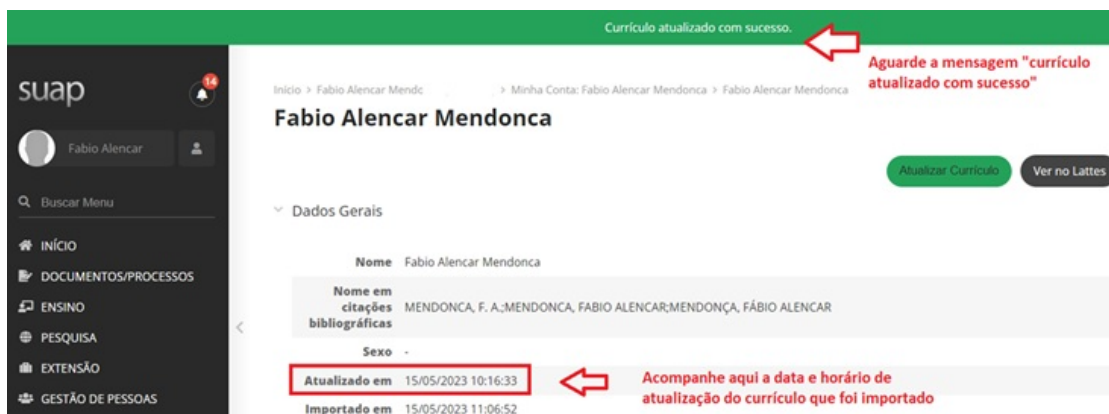 Currículo atualizado com sucesso.
Aguarde a mensagem "currículo
atualizado com sucesso"
suap
14
Fabio Alencar
Buscar Menu
INÍCIO
DOCUMENTOS/PROCESSOS
ENSINO
PESQUISA
EXTENSÃO
GESTÃO DE PESSOAS
Início > Fabio Alencar Mendc > Minha Conta: Fabio Alencar Mendonca > Fabio Alencar Mendonca
Fabio Alencar Mendonca
Atualizar Currículo Ver no Lattes
Dados Gerais
Nome Fabio Alencar Mendonca
Nome em
citações MENDONCA, F. A.;MENDONCA, FABIO ALENCAR;MENDONÇA, FÁBIO ALENCAR
bibliográficas
Sexo -
Atualizado em 15/05/2023 10:16:33
Acompanhe aqui a data e horário de
atualização do currículo que foi importado
Importado em 15/05/2023 11:06:52